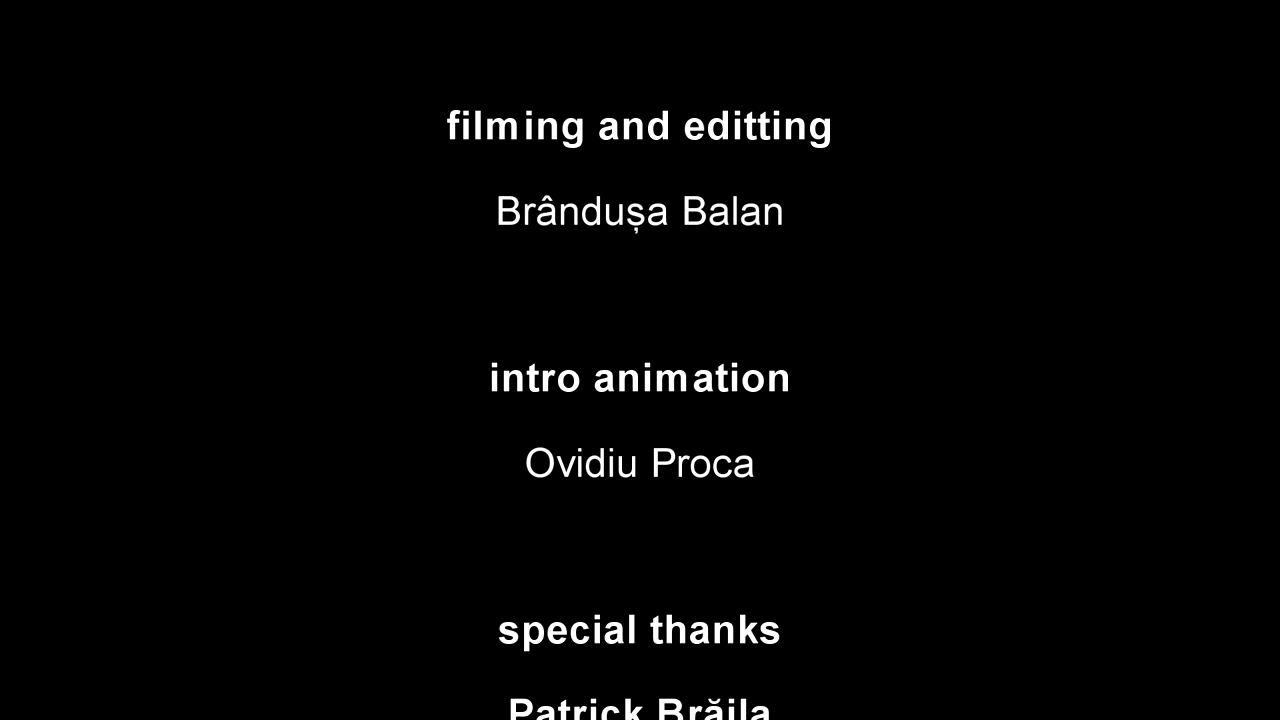 filming and editting
Brândușa Balan
intro animation
Ovidiu Proca
special thanks
Patrick Brăila